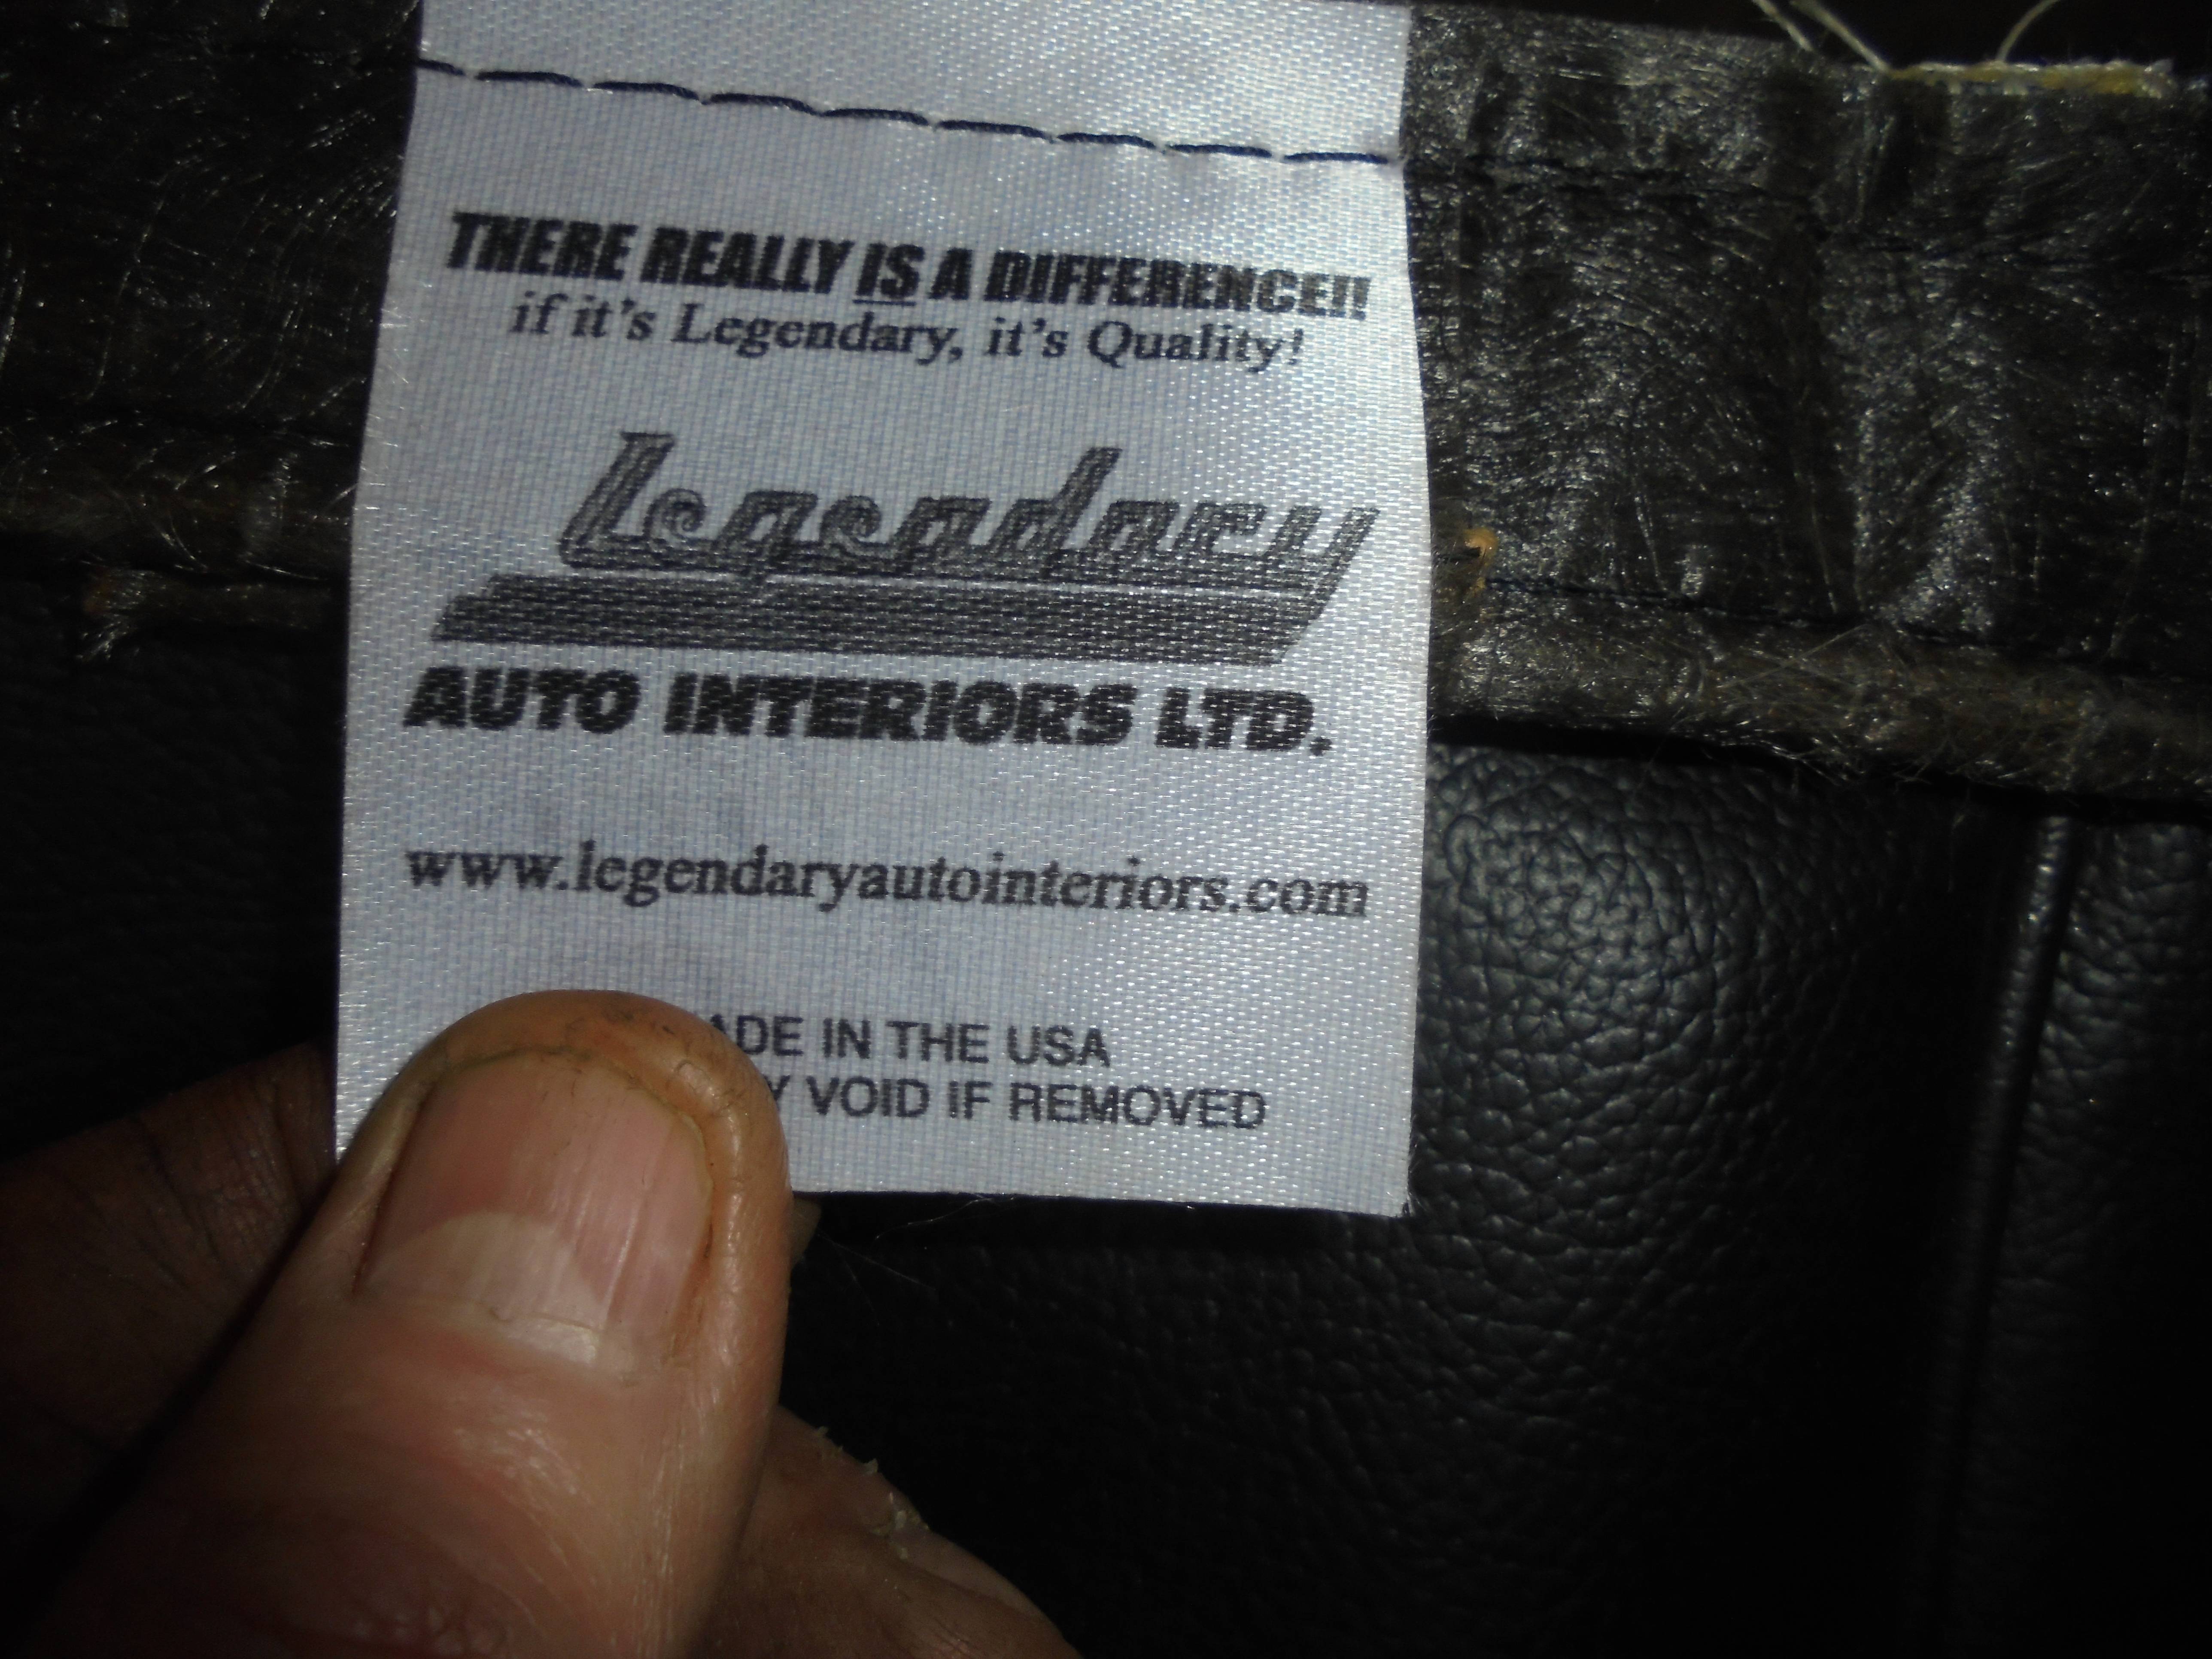 THERE REALLY IS A DIFFERENCE!!
if it's Legendary, it's Quality!
Legendary
AUTO INTERIORS LTD.
www.legendaryautointeriors.com
ADE IN THE USA
Y VOID IF REMOVED